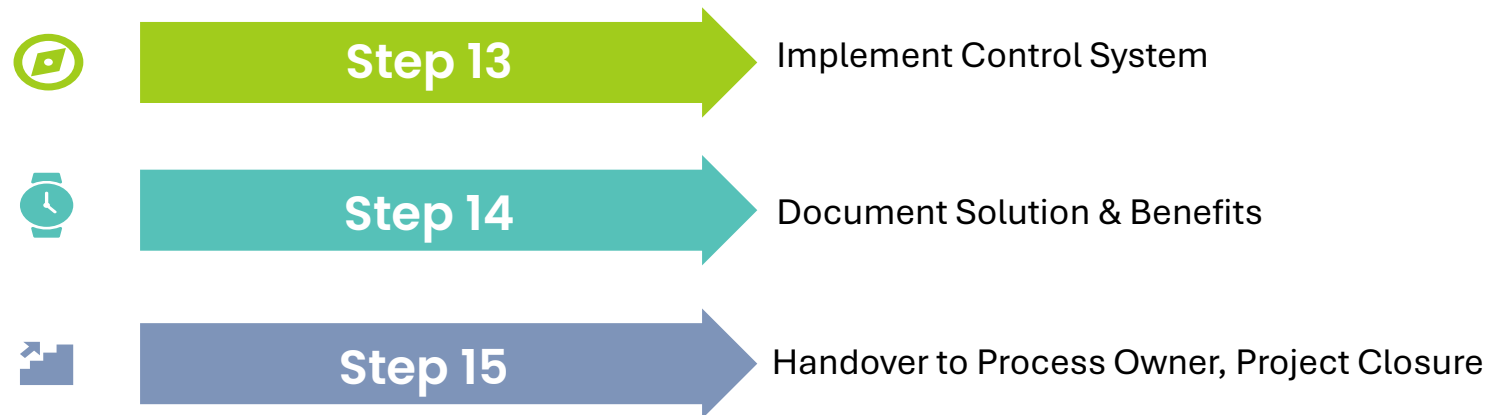 Step 13
Implement Control System
Step 14
Document Solution & Benefits
Step 15
Handover to Process Owner, Project Closure